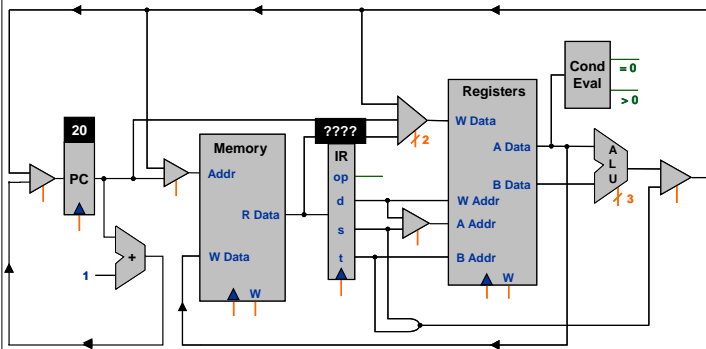 Cond
Eval
= 0
> 0
Registers
W Data
A Data
B Data
W Addr
A Addr
B Addr
W
A
L
U
3
2
20
PC
????
IR
op
d
s
t
Memory
Addr
R Data
W Data
W
+
1